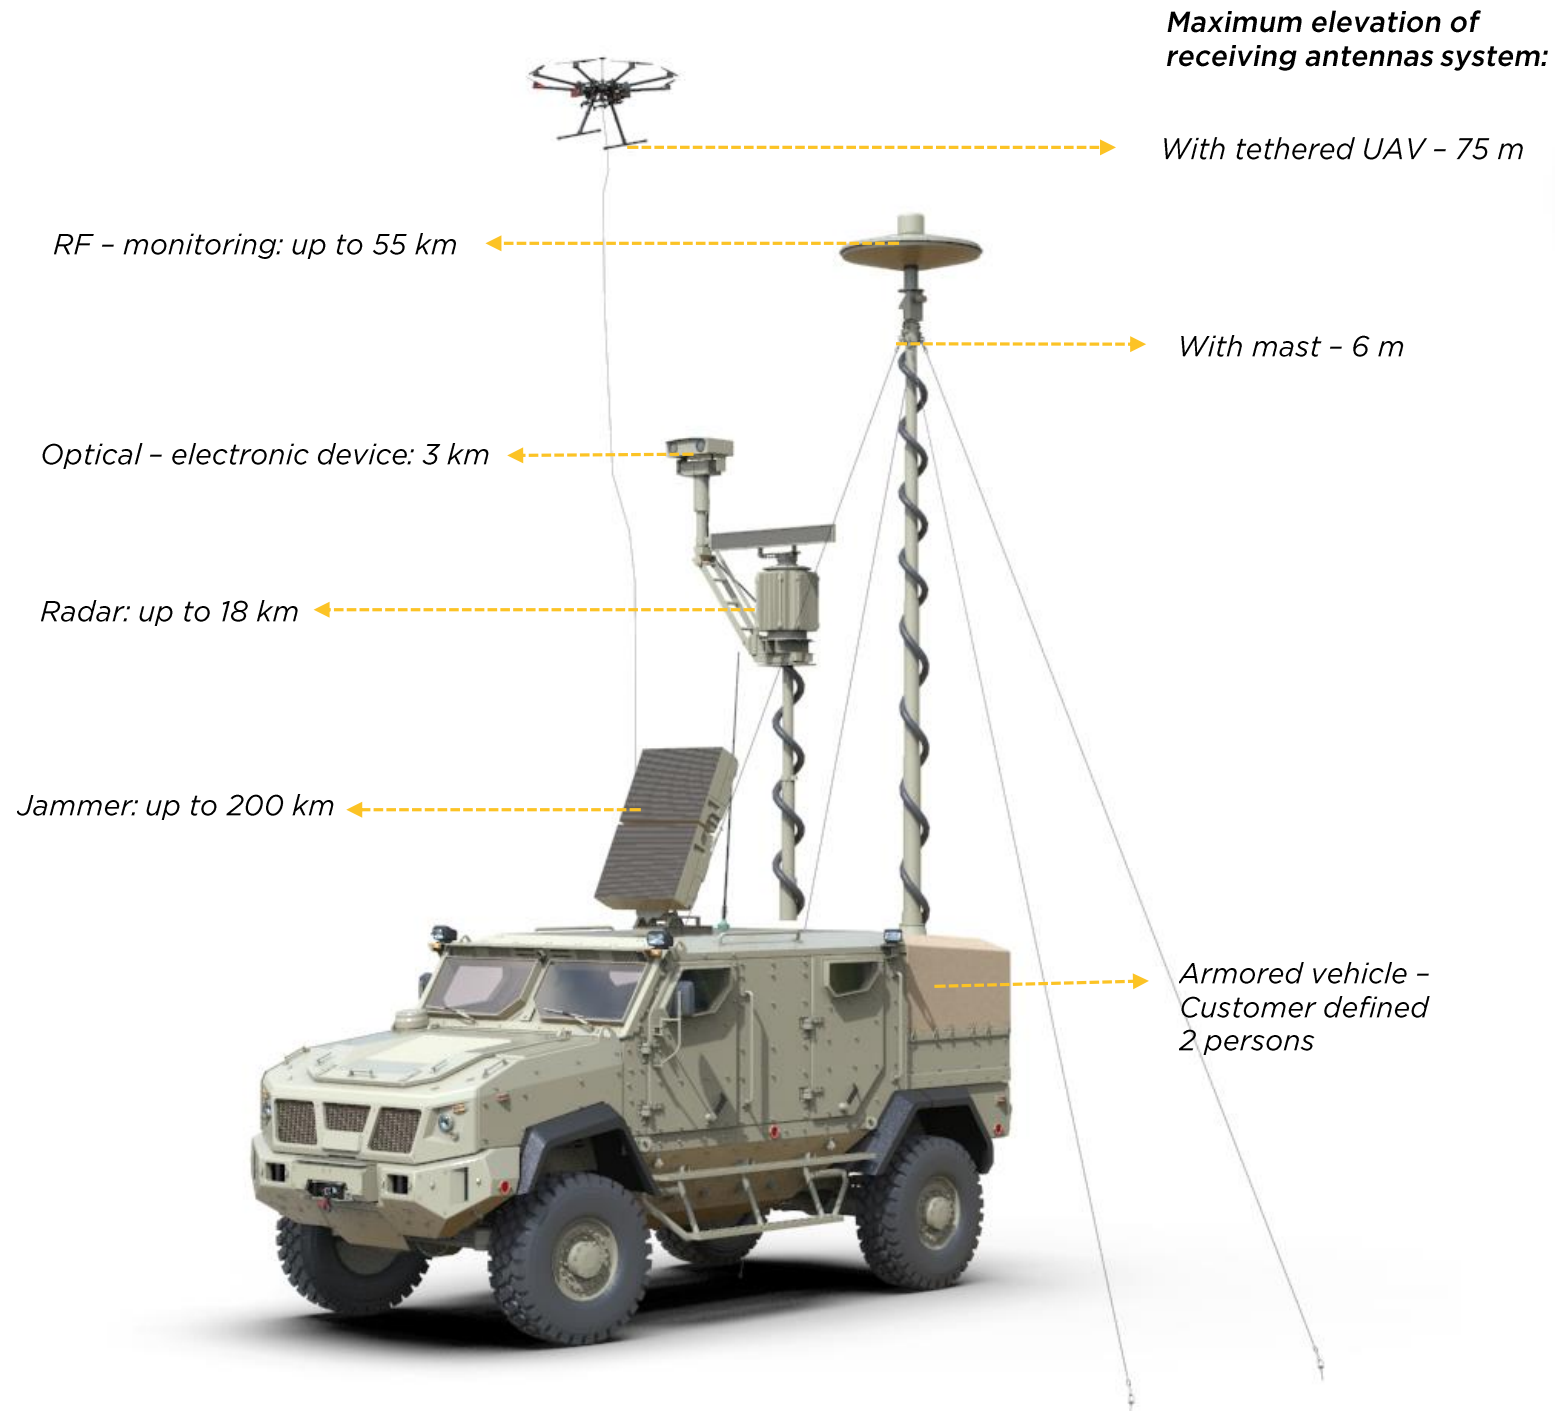 Maximum elevation of
receiving antennas system:
With tethered UAV – 75 m
RF – monitoring: up to 55 km
With mast – 6 m
Optical – electronic device: 3 km
Radar: up to 18 km
Jammer: up to 200 km
Armored vehicle –
Customer defined
2 persons